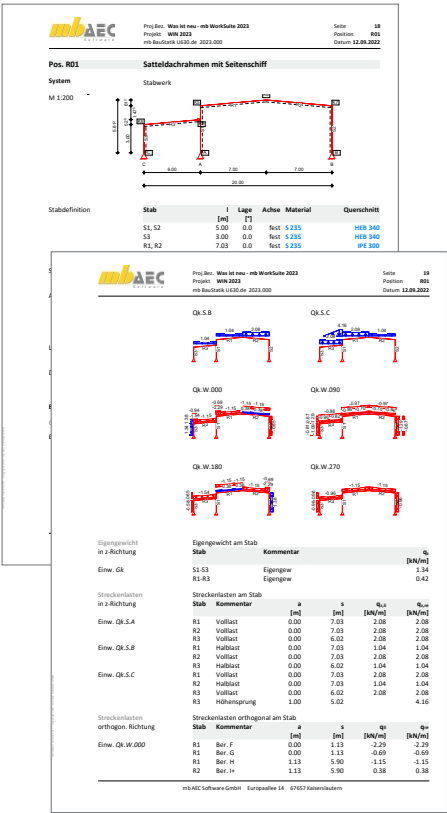 mbAEC
Software
Proj.Bez. Was ist neu - mb WorkSuite 2023 Seite 18
Projekt WIN 2023 Position R01
mb BauStatik U630.de 2023.000 Datum 12.09.2022
Pos. R01 Satteldachrahmen mit Seitenschiff
System Stabwerk
M 1:200
3.00
C A B
6.00 7.00 7.00
20.00
Stabdefinition Stab l Lage Achse Material Querschnitt
[m] [°]
S1, S2 5.00 0.0 fest S 235 HEB 340
S3 3.00 0.0 fest S 235 HEB 340
R1, R2 7.03 0.0 fest S 235 IPE 300
mbAEC
Software
Proj.Bez. Was ist neu - mb WorkSuite 2023 Seite 19
Projekt WIN 2023 Position R01
mb BauStatik U630.de 2023.000 Datum 12.09.2022
Qk.S.B Qk.S.C
1.04 1.04 2.08
4.16
Qk.W.000 Qk.W.090
Qk.W.180 Qk.W.270
Eigengewicht Eigengewicht am Stab
in z-Richtung Stab Kommentar
[kN/m]
Einw. Gk S1-S3 Eigengew 1.34
R1-R3 Eigengew 0.42
Streckenlasten Streckenlasten am Stab
in z-Richtung Stab Kommentar a s
[m] [m] [kN/m] [kN/m]
Einw. Qk.S.A R1 Volllast 0.00 7.03 2.08 2.08
R2 Volllast 0.00 7.03 2.08 2.08
R3 Volllast 0.00 6.02 2.08 2.08
Einw. Qk.S.B R1 Halblast 0.00 7.03 1.04 1.04
R2 Volllast 0.00 7.03 2.08 2.08
R3 Halblast 0.00 6.02 1.04 1.04
Einw. Qk.S.C R1 Volllast 0.00 7.03 2.08 2.08
R2 Halblast 0.00 7.03 1.04 1.04
R3 Volllast 0.00 6.02 2.08 2.08
R3 Höhensprung 1.00 5.02 4.16
Streckenlasten Streckenlasten orthogonal am Stab
orthogon. Richtung Stab Kommentar a s
[m] [m] [kN/m] [kN/m]
Einw. Qk.W.000 R1 Ber. F 0.00 1.13 -2.29 -2.29
R1 Ber. G 0.00 1.13 -0.69 -0.69
R1 Ber. H 1.13 5.90 -1.15 -1.15
R2 Ber. I+ 1.13 5.90 0.38 0.38
mb AEC Software GmbH Europaallee 14 67657 Kaiserslautern